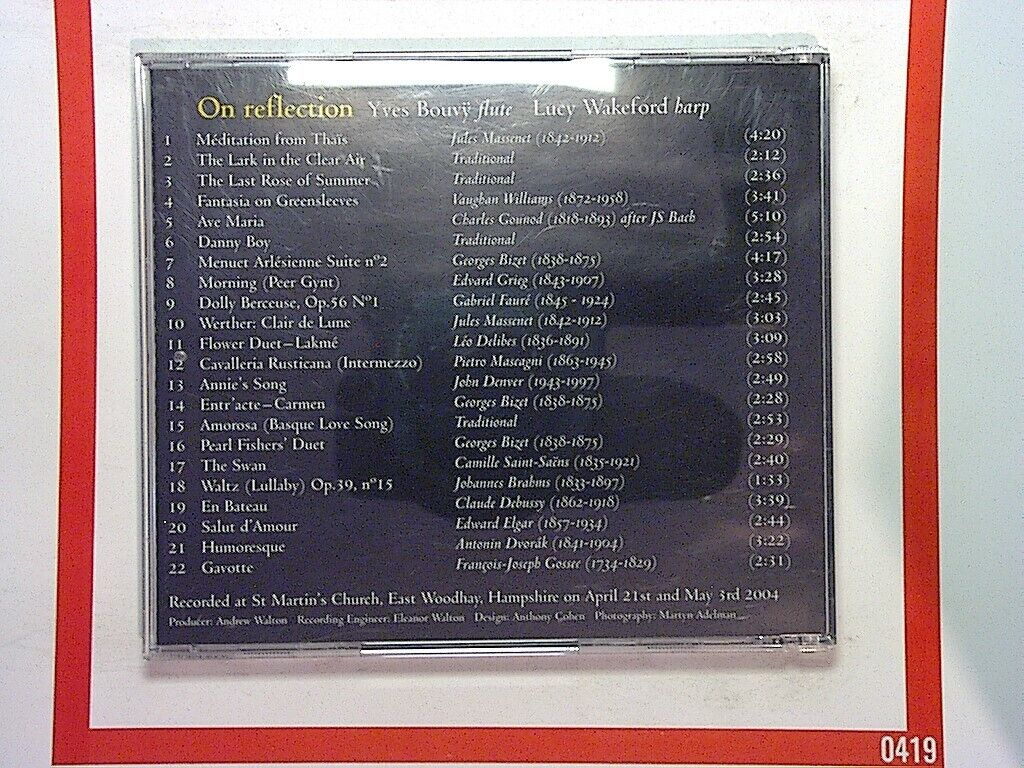 On reflection Yves Bouvÿ flute Lucy Wakeford harp
1 Méditation from Thaïs Jules Massenet (1842-1912) (4:20)
2 The Lark in the Clear Air Traditional (2:12)
3 The Last Rose of Summer Traditional (2:36)
4 Fantasia on Greensleeves Vaughan Williams (1872-1958) (3:41)
5 Ave Maria Charles Gounod (1818-1893) after JS Bach (5:10)
6 Danny Boy Traditional (2:54)
7 Menuet Arlésienne Suite nº2 Georges Bizet (1838-1875) (4:17)
8 Morning (Peer Gynt) Edvard Grieg (1843-1907) (3:28)
9 Dolly Berceuse, Op.56 Nº1 Gabriel Fauré (1845 - 1924) (2:45)
10 Werther: Clair de Lune Jules Massenet (1842-1912) (3:03)
11 Flower Duet–Lakmé Léo Delibes (1836-1891) (3:09)
12 Cavalleria Rusticana (Intermezzo) Pietro Mascagni (1863-1945) (2:58)
13 Annie's Song John Denver (1943-1997) (2:49)
14 Entr'acte–Carmen Georges Bizet (1838-1875) (2:28)
15 Amorosa (Basque Love Song) Traditional (2:53)
16 Pearl Fishers' Duet Georges Bizet (1838-1875) (2:29)
17 The Swan Camille Saint-Saïns (1835-1921) (2:40)
18 Waltz (Lullaby) Op.39, nº15 Johannes Brahms (1833-1897) (1:33)
19 En Bateau Claude Debussy (1862-1918) (3:39)
20 Salut d'Amour Edward Elgar (1857-1934) (2:44)
21 Humoresque Antonin Dvorák (1841-1904) (3:22)
22 Gavotte François-Joseph Gossec (1734-1829) (2:31)
Recorded at St Martin's Church, East Woodhay, Hampshire on April 21st and May 3rd 2004
Producer: Andrew Walton Recording Engineer: Eleanor Walton Design: Anthony Cohen Photography: Martyn Adelman
0419